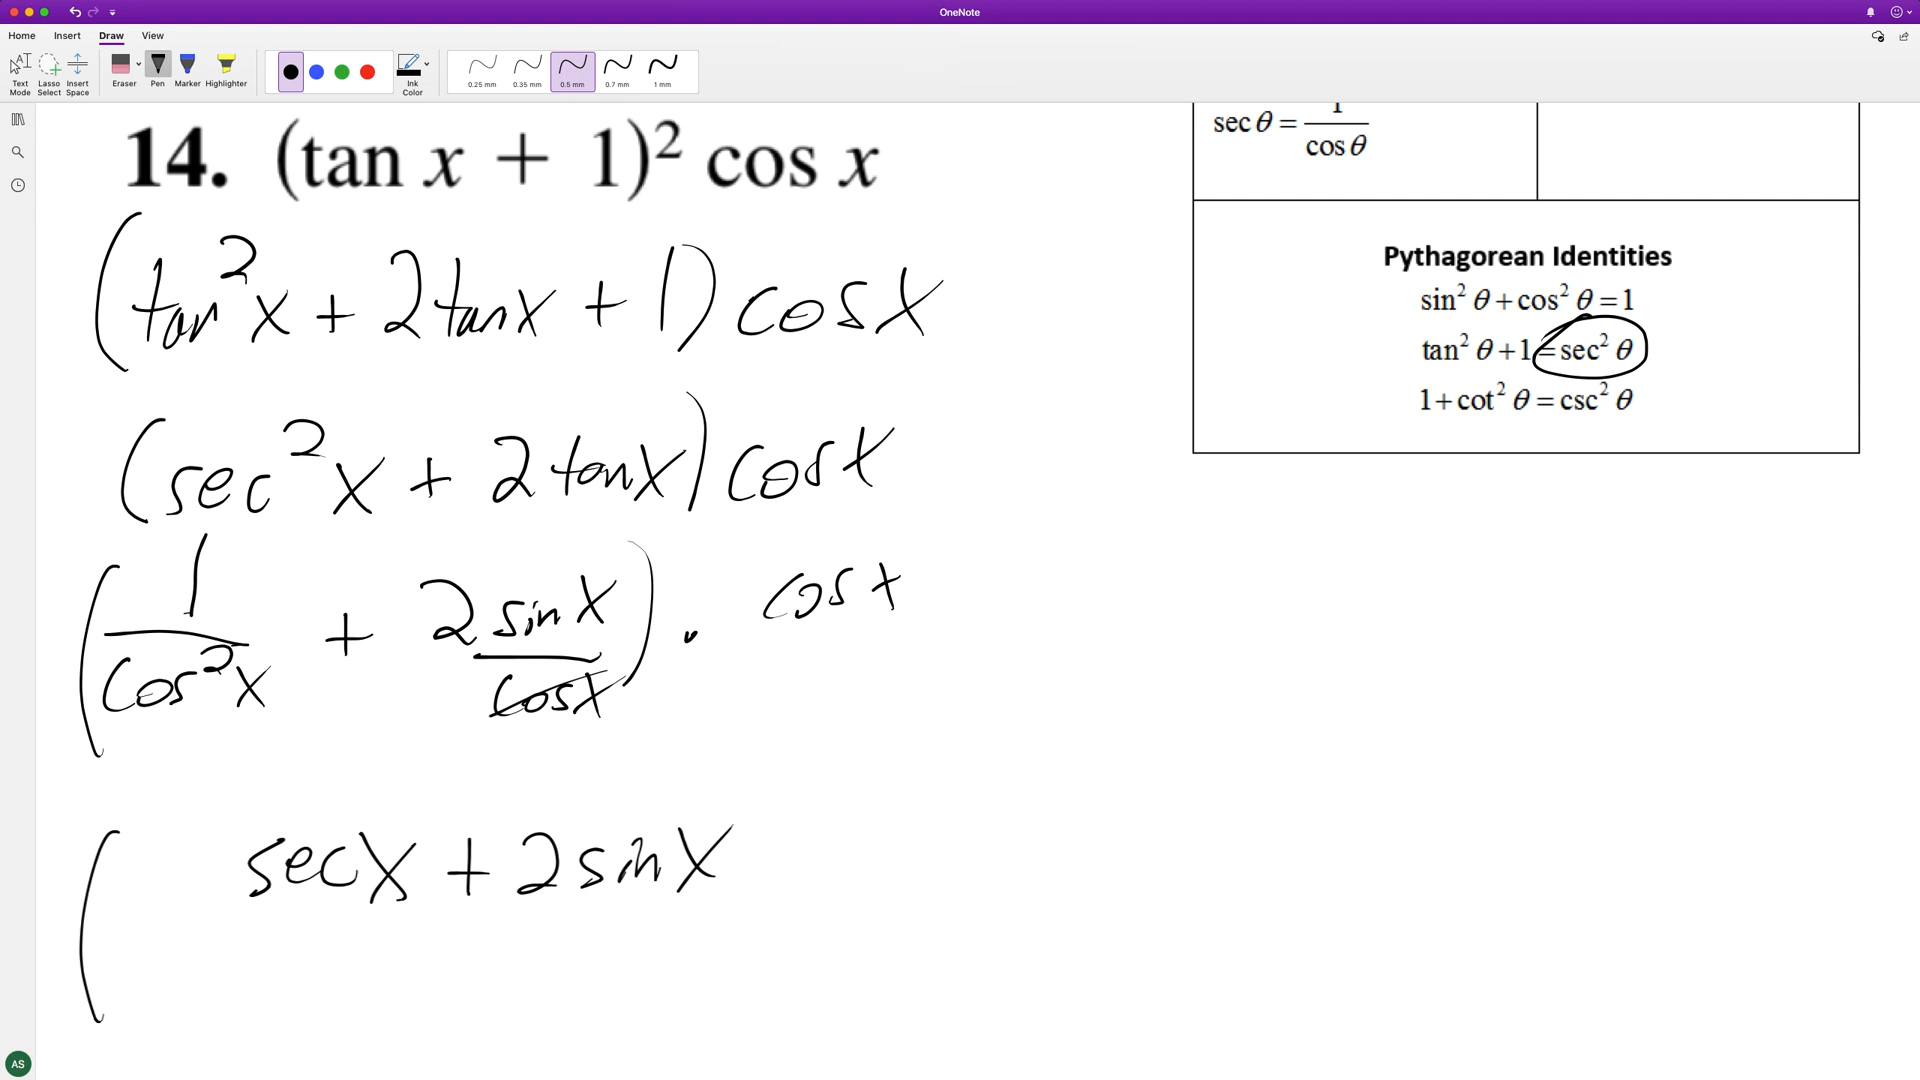 OneNote
Home Insert Draw View
Text Mode Lasso Select Insert Space Eraser Pen Marker Highlighter Ink Color 0.25 mm 0.35 mm 0.5 mm 0.7 mm 1 mm
14. (tan x + 1)² cos x
(tan²x + 2tanx + 1) cosx
(sec²x + 2tanx) cosx
(1/cos²x + 2 sinx/cosx) · cosx
(
secx + 2sinx
sec θ = 1/cos θ
Pythagorean Identities
sin² θ + cos² θ = 1
tan² θ + 1 = sec² θ
1 + cot² θ = csc² θ
AS